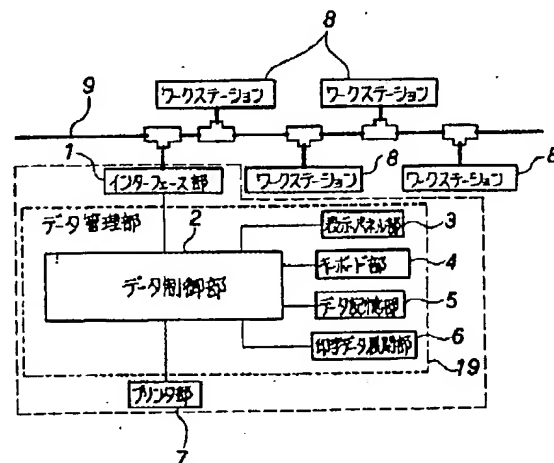 8
ワークステーション
ワークステーション
9
1
インターフェース部
ワークステーション
8
ワークステーション
8
データ管理部
2
表示パネル部
3
データ制御部
キーボード部
4
データ記憶部
5
印字データ展開部
6
19
プリンタ部
7